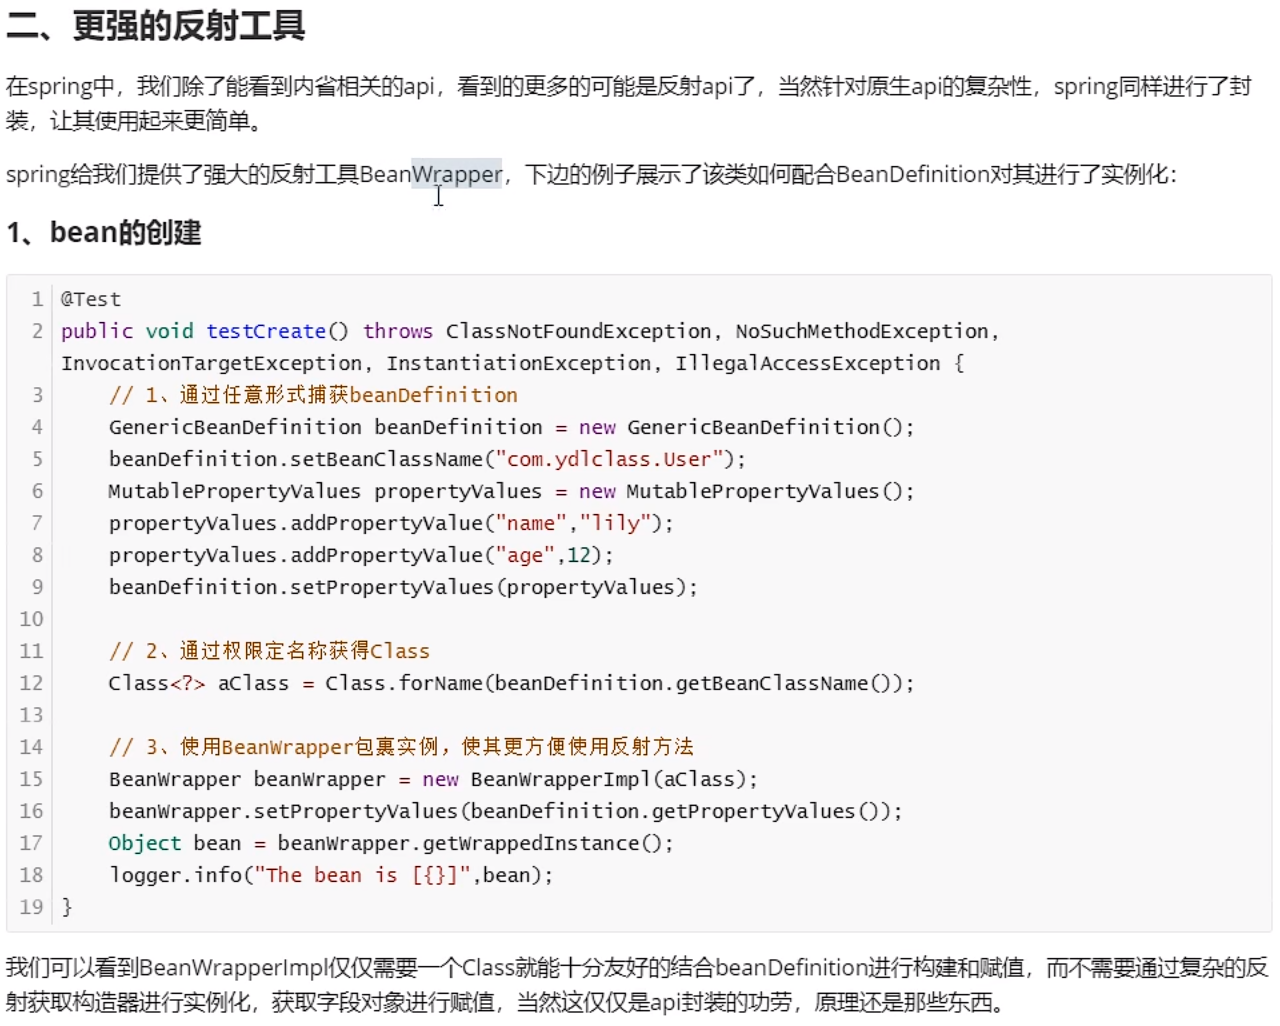 二、更强的反射工具
在spring中，我们除了能看到内省相关的api，看到的更多的可能是反射api了，当然针对原生api的复杂性，spring同样进行了封
装，让其使用起来更简单。
spring给我们提供了强大的反射工具BeanWrapper，下边的例子展示了该类如何配合BeanDefinition对其进行了实例化：
1、bean的创建
1 @Test
2 public void testCreate() throws ClassNotFoundException, NoSuchMethodException,
InvocationTargetException, InstantiationException, IllegalAccessException {
3 // 1、通过任意形式捕获beanDefinition
4 GenericBeanDefinition beanDefinition = new GenericBeanDefinition();
5 beanDefinition.setBeanClassName("com.ydlclass.User");
6 MutablePropertyValues propertyValues = new MutablePropertyValues();
7 propertyValues.addPropertyValue("name","lily");
8 propertyValues.addPropertyValue("age",12);
9 beanDefinition.setPropertyValues(propertyValues);
10
11 // 2、通过权限定名称获得Class
12 Class<?> aClass = Class.forName(beanDefinition.getBeanClassName());
13
14 // 3、使用BeanWrapper包裹实例，使其更方便使用反射方法
15 BeanWrapper beanWrapper = new BeanWrapperImpl(aClass);
16 beanWrapper.setPropertyValues(beanDefinition.getPropertyValues());
17 Object bean = beanWrapper.getWrappedInstance();
18 logger.info("The bean is [{}]",bean);
19 }
我们可以看到BeanWrapperImpl仅仅需要一个Class就能十分友好的结合beanDefinition进行构建和赋值，而不需要通过复杂的反
射获取构造器进行实例化，获取字段对象进行赋值，当然这仅仅是api封装的功劳，原理还是那些东西。